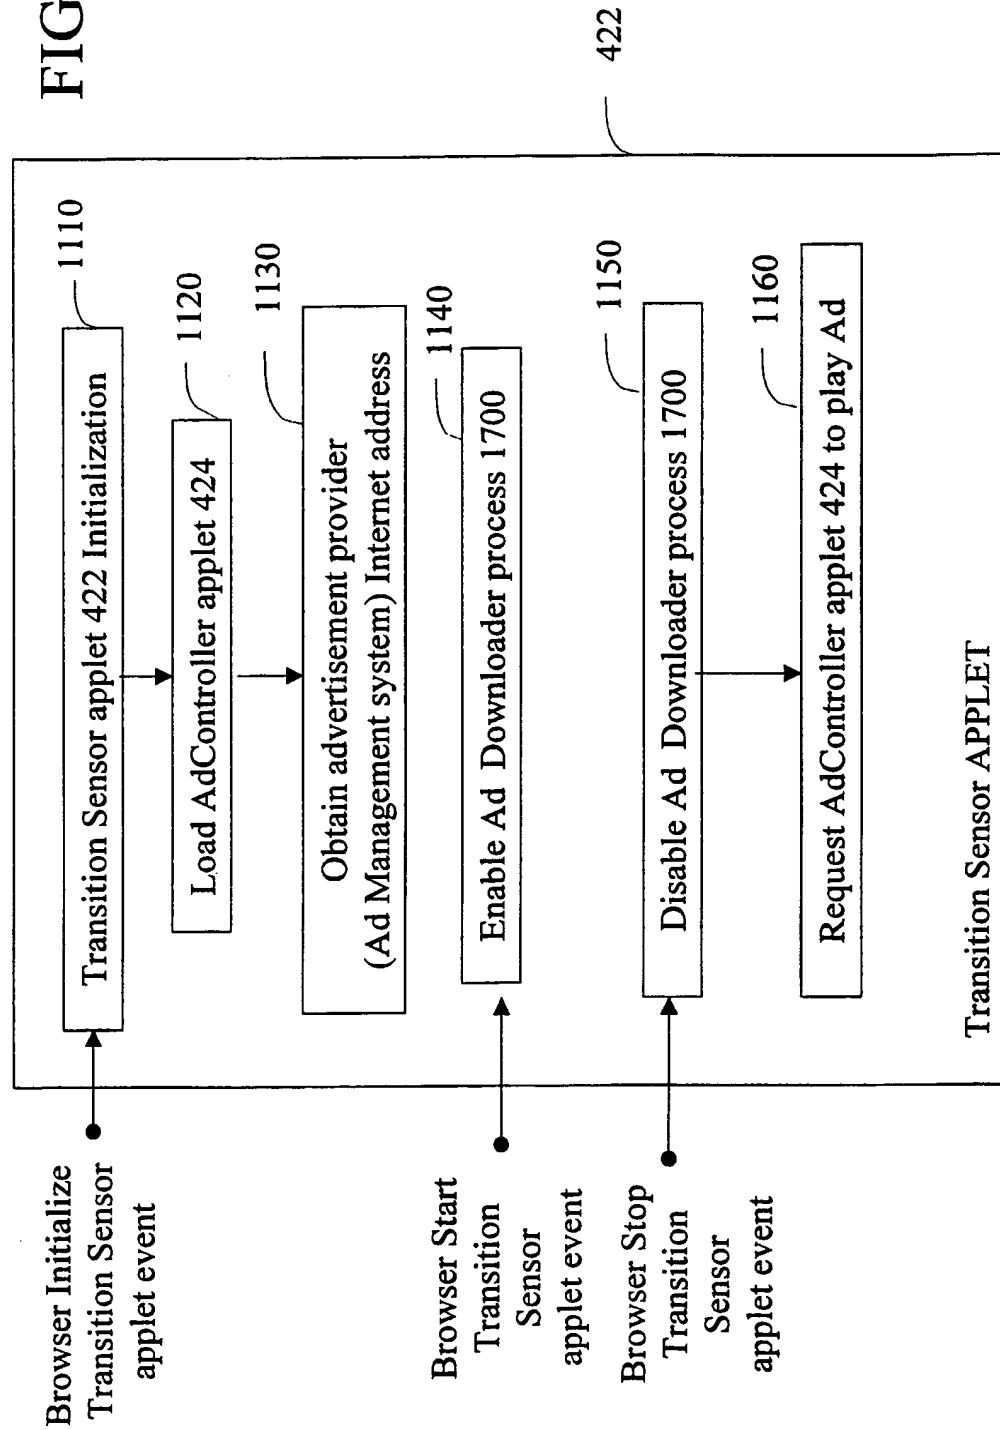 FIG
Browser Initialize
Transition Sensor
applet event
Transition Sensor applet 422 Initialization
1110
Load AdController applet 424
1120
Obtain advertisement provider
(Ad Management system) Internet address
1130
Browser Start
Transition
Sensor
applet event
Enable Ad Downloader process 1700
1140
Browser Stop
Transition
Sensor
applet event
Disable Ad Downloader process 1700
1150
Request AdController applet 424 to play Ad
1160
422
Transition Sensor APPLET